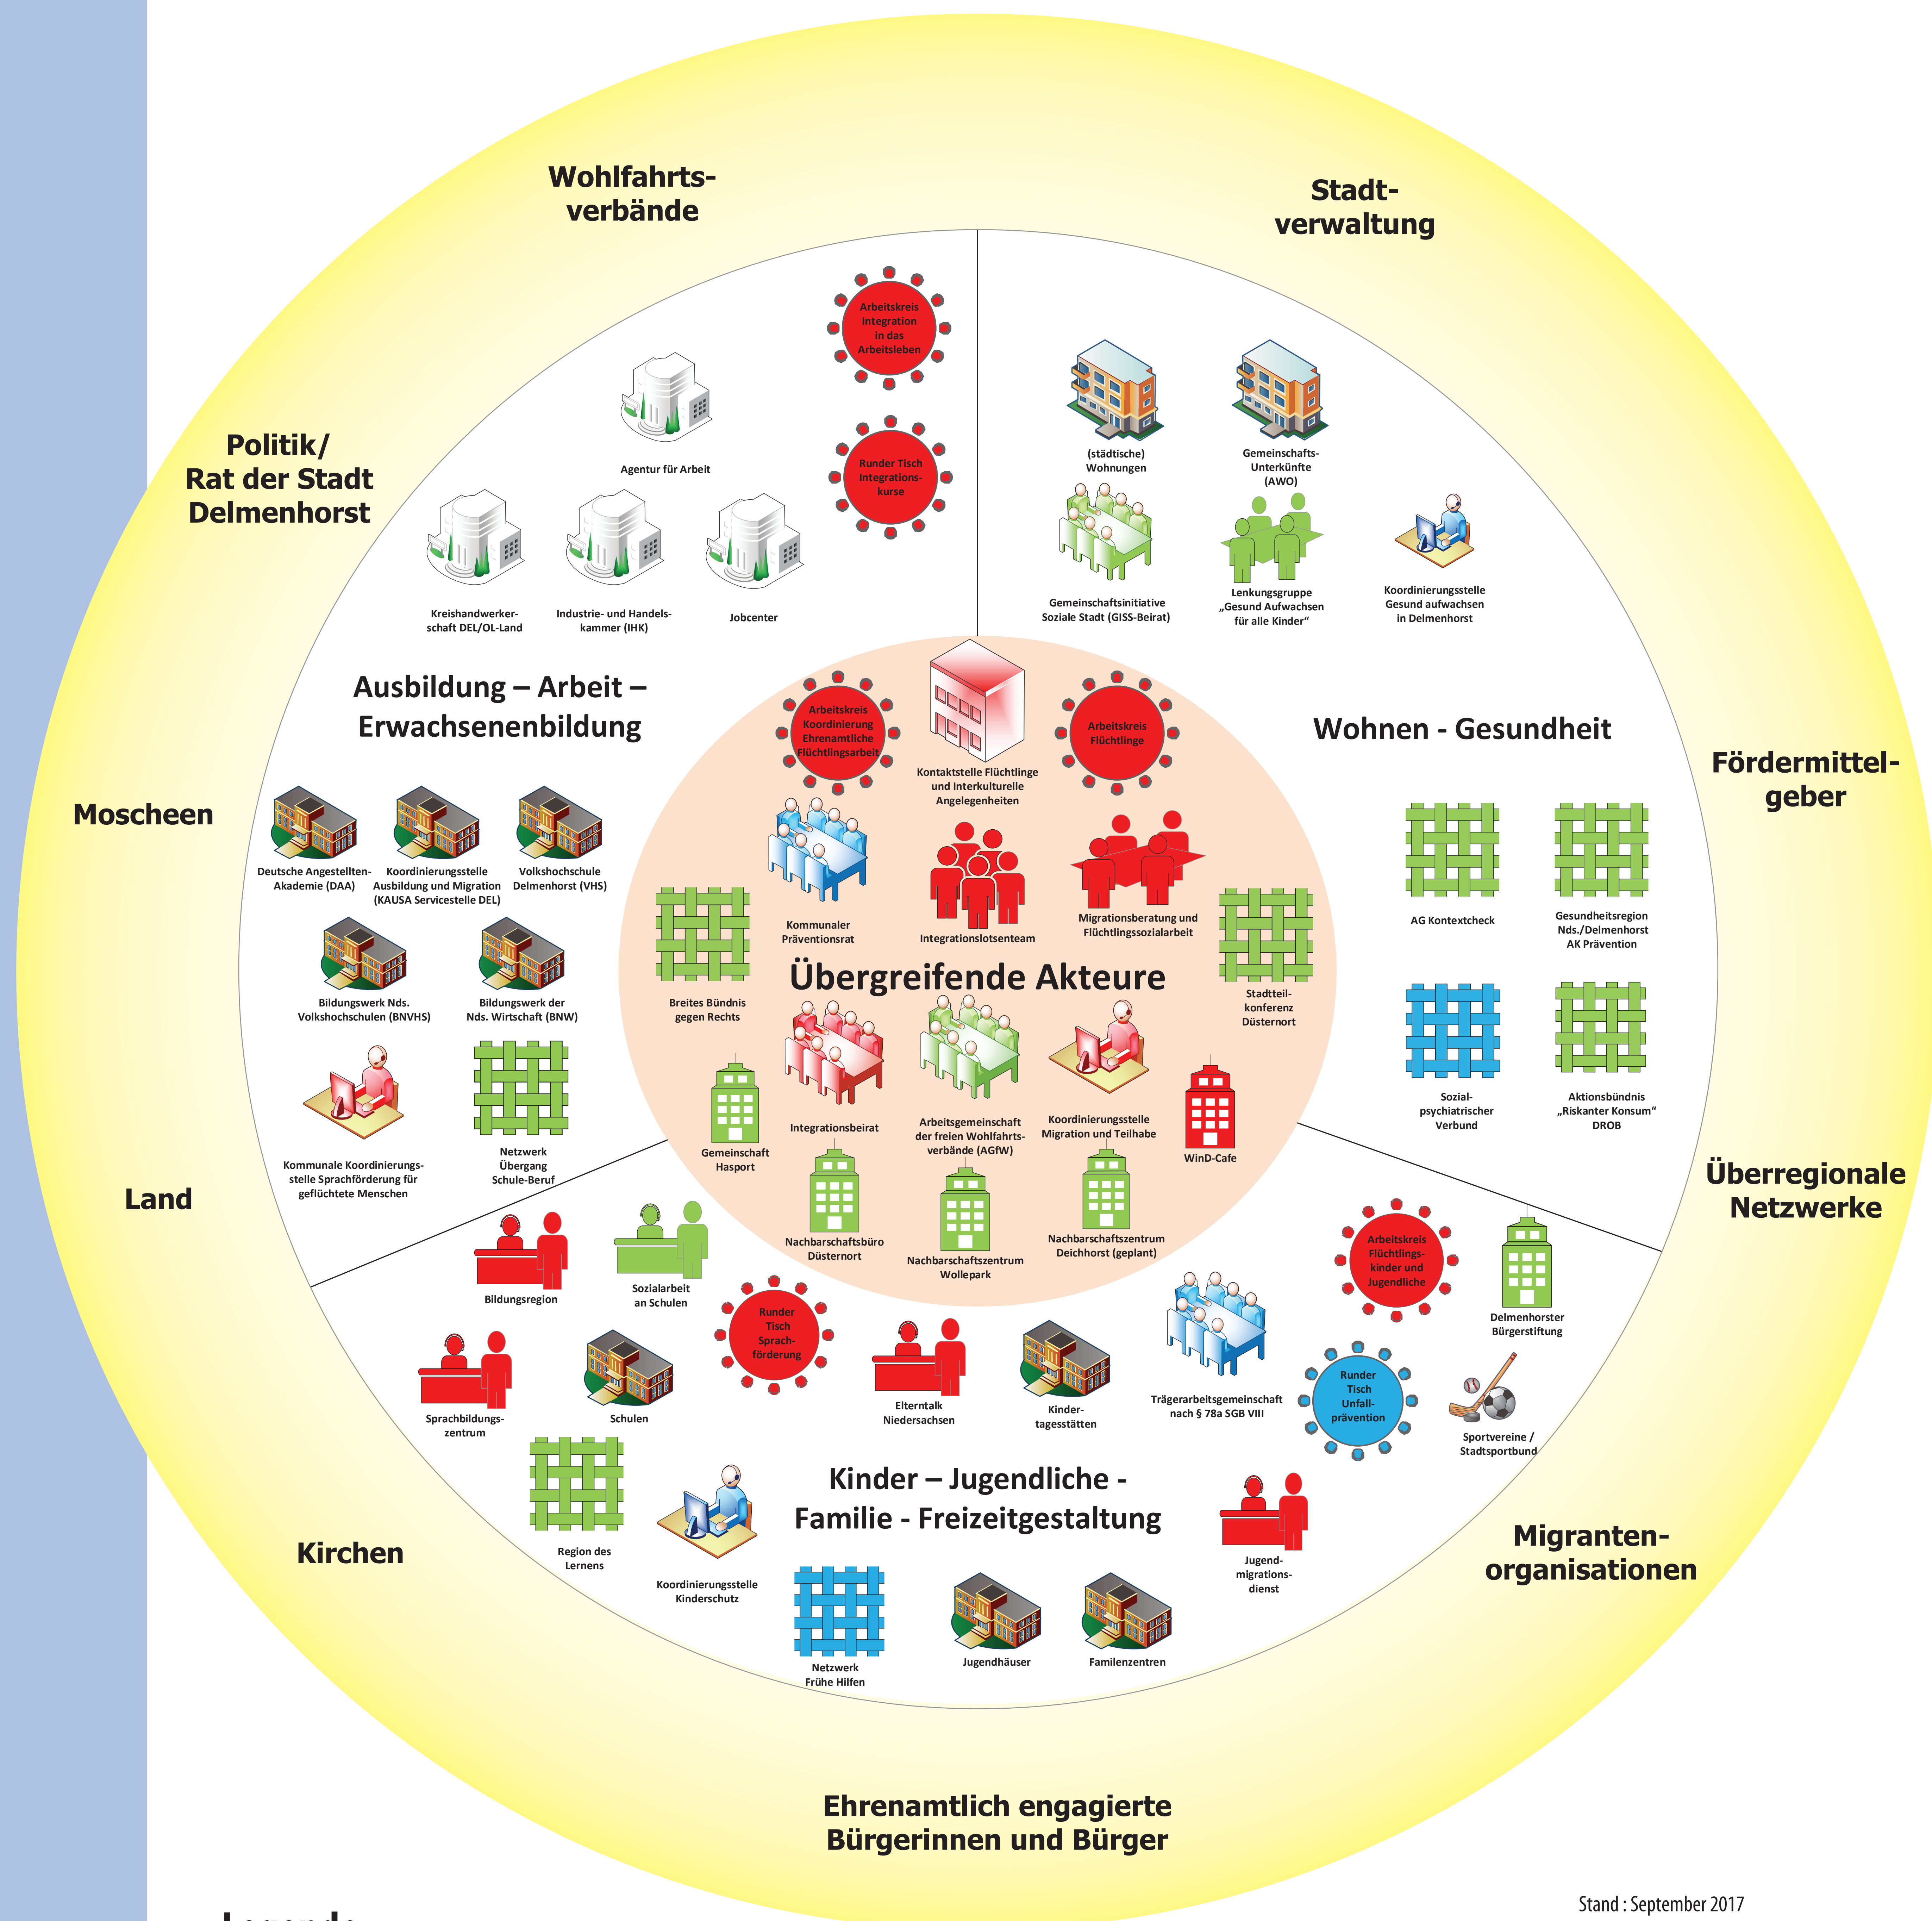 Wohlfahrts-
verbände
Stadt-
verwaltung
Politik/
Rat der Stadt
Delmenhorst
Moscheen
Land
Kirchen
Ehrenamtlich engagierte
Bürgerinnen und Bürger
Migranten-
organisationen
Überregionale
Netzwerke
Fördermittel-
geber
Arbeitskreis
Integration
in das
Arbeitsleben
Runder Tisch
Integrations-
kurse
Agentur für Arbeit
Kreishandwerker-
schaft DEL/OL-Land
Industrie- und Handels-
kammer (IHK)
Jobcenter
Ausbildung – Arbeit –
Erwachsenenbildung
Deutsche Angestellten-
Akademie (DAA)
Koordinierungsstelle
Ausbildung und Migration
(KAUSA Servicestelle DEL)
Volkshochschule
Delmenhorst (VHS)
Bildungswerk Nds.
Volkshochschulen (BNVHS)
Bildungswerk der
Nds. Wirtschaft (BNW)
Kommunale Koordinierungs-
stelle Sprachförderung für
geflüchtete Menschen
Netzwerk
Übergang
Schule-Beruf
(städtische)
Wohnungen
Gemeinschafts-
Unterkünfte
(AWO)
Gemeinschaftsinitiative
Soziale Stadt (GISS-Beirat)
Lenkungsgruppe
„Gesund Aufwachsen
für alle Kinder“
Koordinierungsstelle
Gesund aufwachsen
in Delmenhorst
Wohnen - Gesundheit
AG Kontextcheck
Gesundheitsregion
Nds./Delmenhorst
AK Prävention
Sozial-
psychiatrischer
Verbund
Aktionsbündnis
„Riskanter Konsum“
DROB
Arbeitskreis
Koordinierung
Ehrenamtliche
Flüchtlingsarbeit
Kontaktstelle Flüchtlinge
und Interkulturelle
Angelegenheiten
Arbeitskreis
Flüchtlinge
Kommunaler
Präventionsrat
Integrationslotsenteam
Migrationsberatung und
Flüchtlingssozialarbeit
Breites Bündnis
gegen Rechts
Übergreifende Akteure
Stadtteil-
konferenz
Düsternort
Gemeinschaft
Hasport
Integrationsbeirat
Arbeitsgemeinschaft
der freien Wohlfahrts-
verbände (AGfW)
Koordinierungsstelle
Migration und Teilhabe
WinD-Cafe
Nachbarschaftsbüro
Düsternort
Nachbarschaftszentrum
Wollepark
Nachbarschaftszentrum
Deichhorst (geplant)
Bildungsregion
Sozialarbeit
an Schulen
Runder
Tisch
Sprach-
förderung
Sprachbildungs-
zentrum
Schulen
Elterntalk
Niedersachsen
Kinder-
tagesstätten
Trägerarbeitsgemeinschaft
nach § 78a SGB VIII
Arbeitskreis
Flüchtlings-
kinder und
Jugendliche
Delmenhorster
Bürgerstiftung
Runder
Tisch
Unfall-
prävention
Sportvereine /
Stadtsportbund
Kinder – Jugendliche -
Familie - Freizeitgestaltung
Region des
Lernens
Koordinierungsstelle
Kinderschutz
Netzwerk
Frühe Hilfen
Jugendhäuser
Familenzentren
Jugend-
migrations-
dienst
Stand : September 2017
Legende